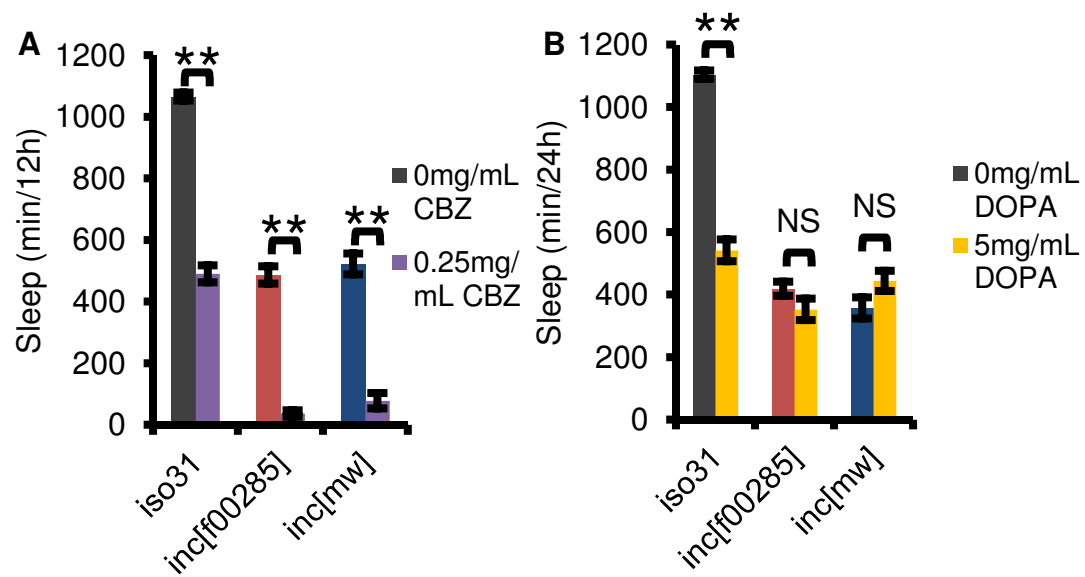 A
Sleep (min/12h)
1200
1000
800
600
400
200
0
**
**
**
iso31
inc[f00285]
inc[mw]
0mg/mL
CBZ
0.25mg/
mL CBZ
B
Sleep (min/24h)
1200
1000
800
600
400
200
0
**
NS
NS
iso31
inc[f00285]
inc[mw]
0mg/mL
DOPA
5mg/mL
DOPA